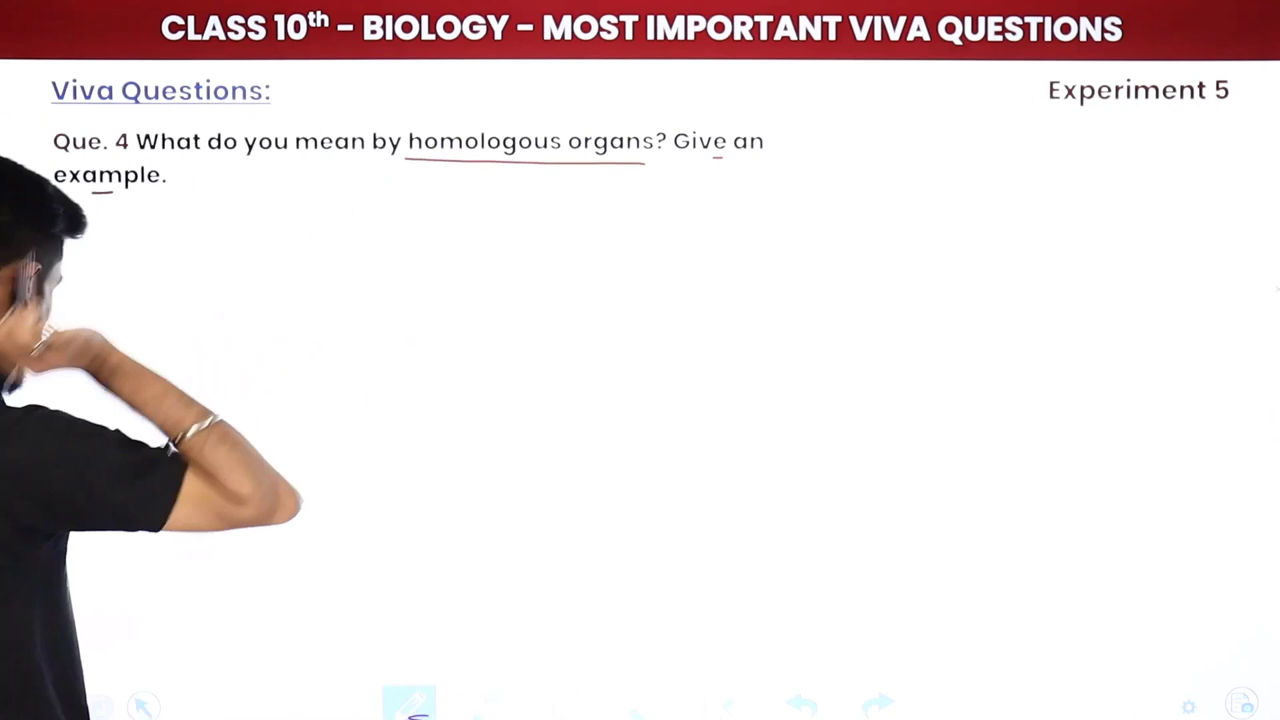 CLASS 10th - BIOLOGY - MOST IMPORTANT VIVA QUESTIONS
Viva Questions:
Experiment 5
Que. 4 What do you mean by homologous organs? Give an
example.